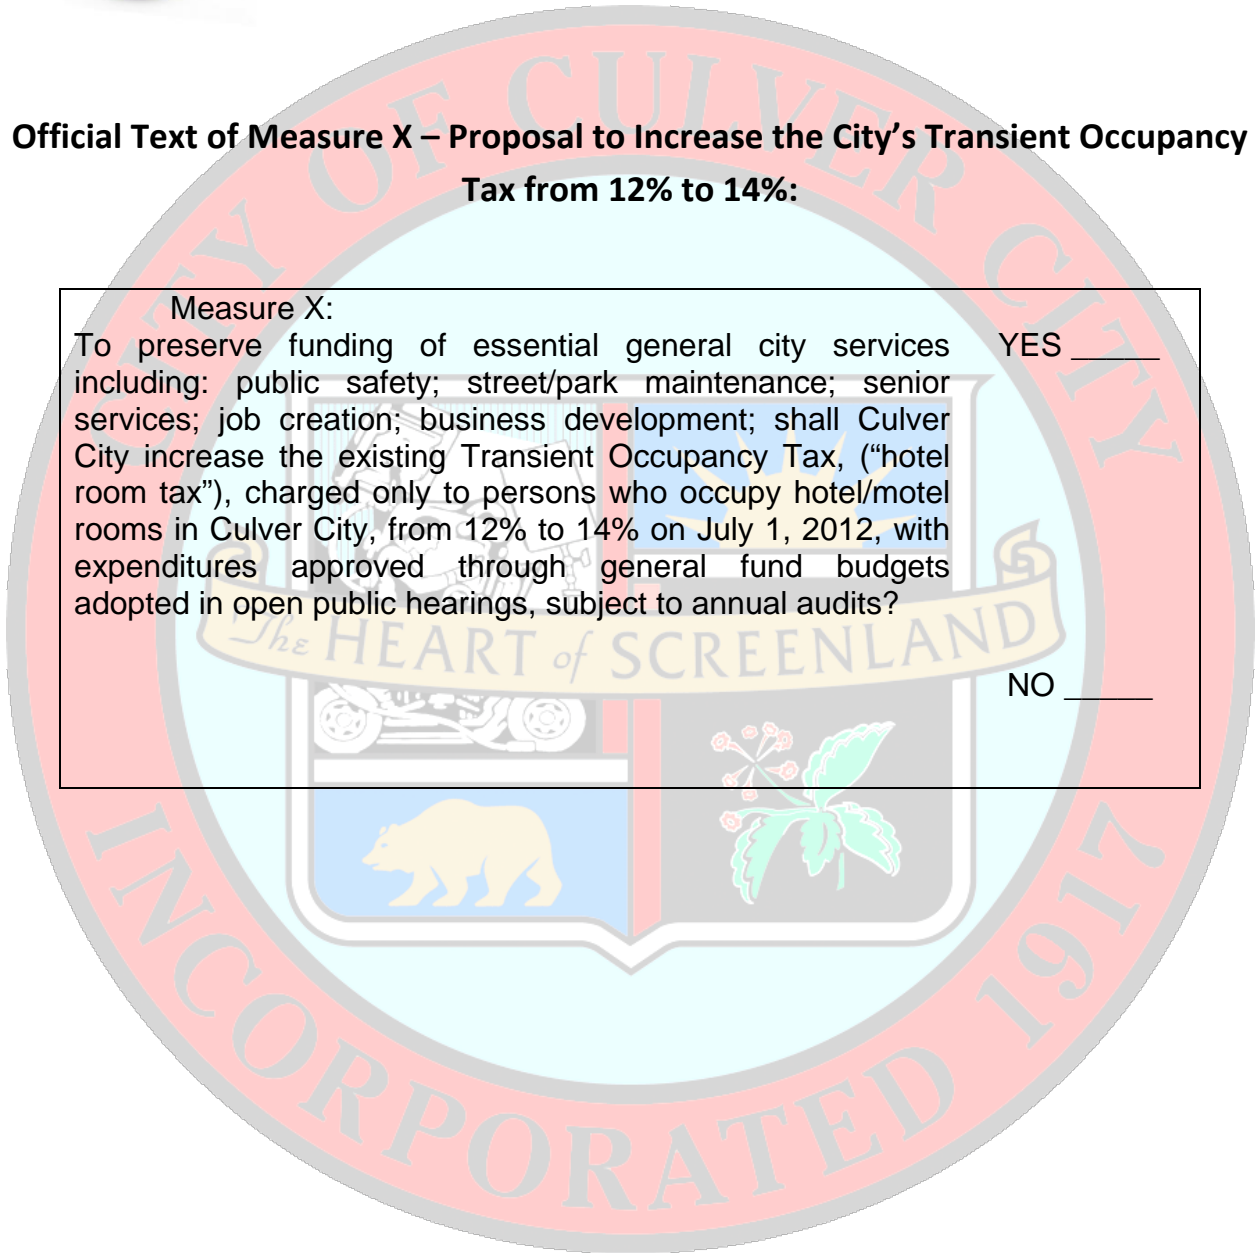 Official Text of Measure X – Proposal to Increase the City’s Transient Occupancy
Tax from 12% to 14%:
Measure X:
To preserve funding of essential general city services
including: public safety; street/park maintenance; senior
services; job creation; business development; shall Culver
City increase the existing Transient Occupancy Tax, (“hotel
room tax”), charged only to persons who occupy hotel/motel
rooms in Culver City, from 12% to 14% on July 1, 2012, with
expenditures approved through general fund budgets
adopted in open public hearings, subject to annual audits?
YES _____
NO _____
CITY OF CULVER CITY
The HEART of SCREENLAND
INCORPORATED 1917